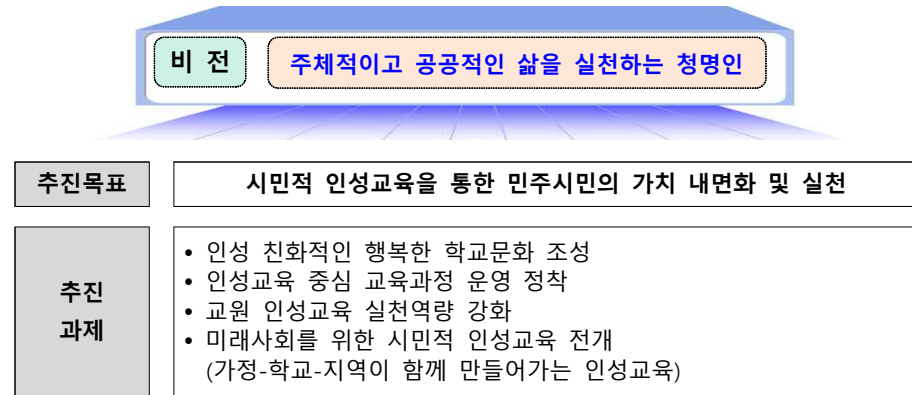 비 전
주체적이고 공공적인 삶을 실천하는 청명인
추진목표
시민적 인성교육을 통한 민주시민의 가치 내면화 및 실천
추진
과제
• 인성 친화적인 행복한 학교문화 조성
• 인성교육 중심 교육과정 운영 정착
• 교원 인성교육 실천역량 강화
• 미래사회를 위한 시민적 인성교육 전개
(가정-학교-지역이 함께 만들어가는 인성교육)